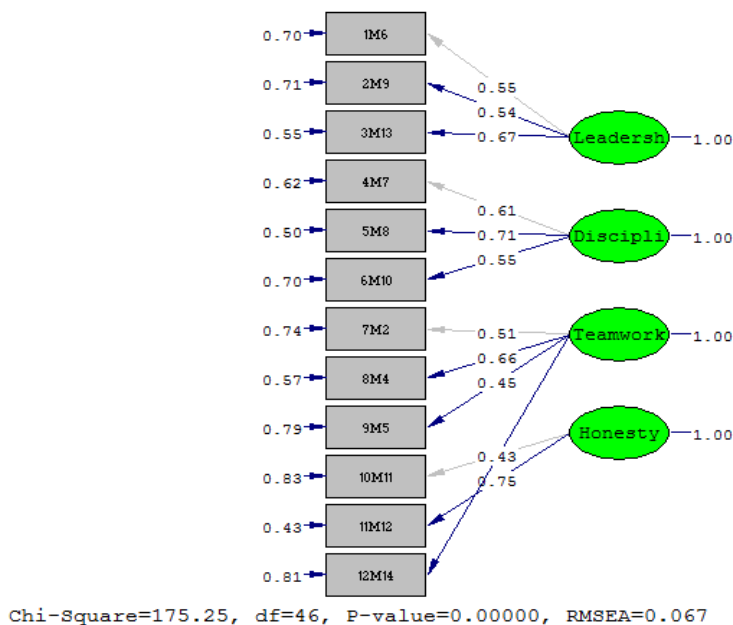 0.70 1M6
0.55
0.71 2M9
0.54
0.55 3M13 0.67 Leadersh 1.00
0.62 4M7
0.61
0.50 5M8 0.71 Discipli 1.00
0.55
0.70 6M10
0.74 7M2 0.51 Teamwork 1.00
0.66
0.57 8M4
0.45
0.79 9M5 Honesty 1.00
0.43
0.83 10M11 0.75
0.43 11M12
0.81 12M14
Chi-Square=175.25, df=46, P-value=0.00000, RMSEA=0.067